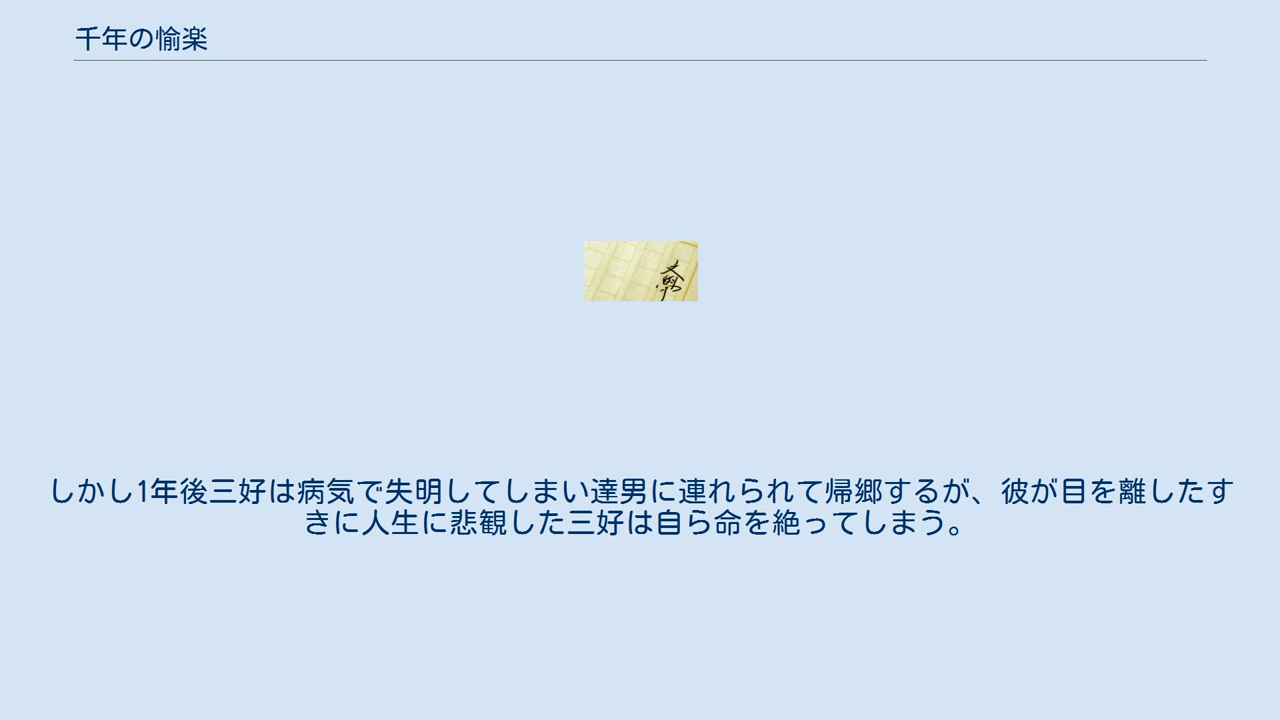 千年の愉楽
しかし1年後三好は病気で失明してしまい達男に連れられて帰郷するが、彼が目を離したす
きに人生に悲観した三好は自ら命を絶ってしまう。